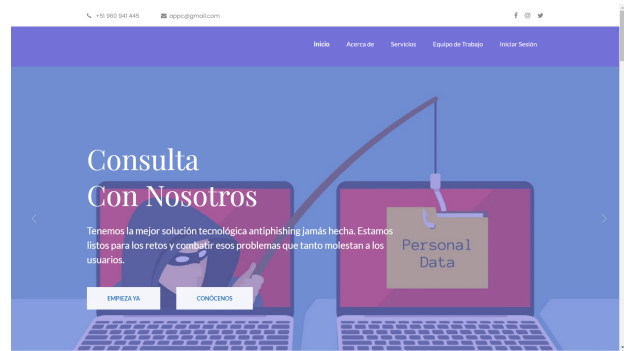 +51 960 941 445
appc@gmail.com
Inicio
Acerca de
Servicios
Equipo de Trabajo
Iniciar Sesión
Consulta
Con Nosotros
Tenemos la mejor solución tecnológica antiphishing jamás hecha. Estamos
listos para los retos y combatir esos problemas que tanto molestan a los
usuarios.
Personal
Data
EMPIEZA YA
CONÓCENOS